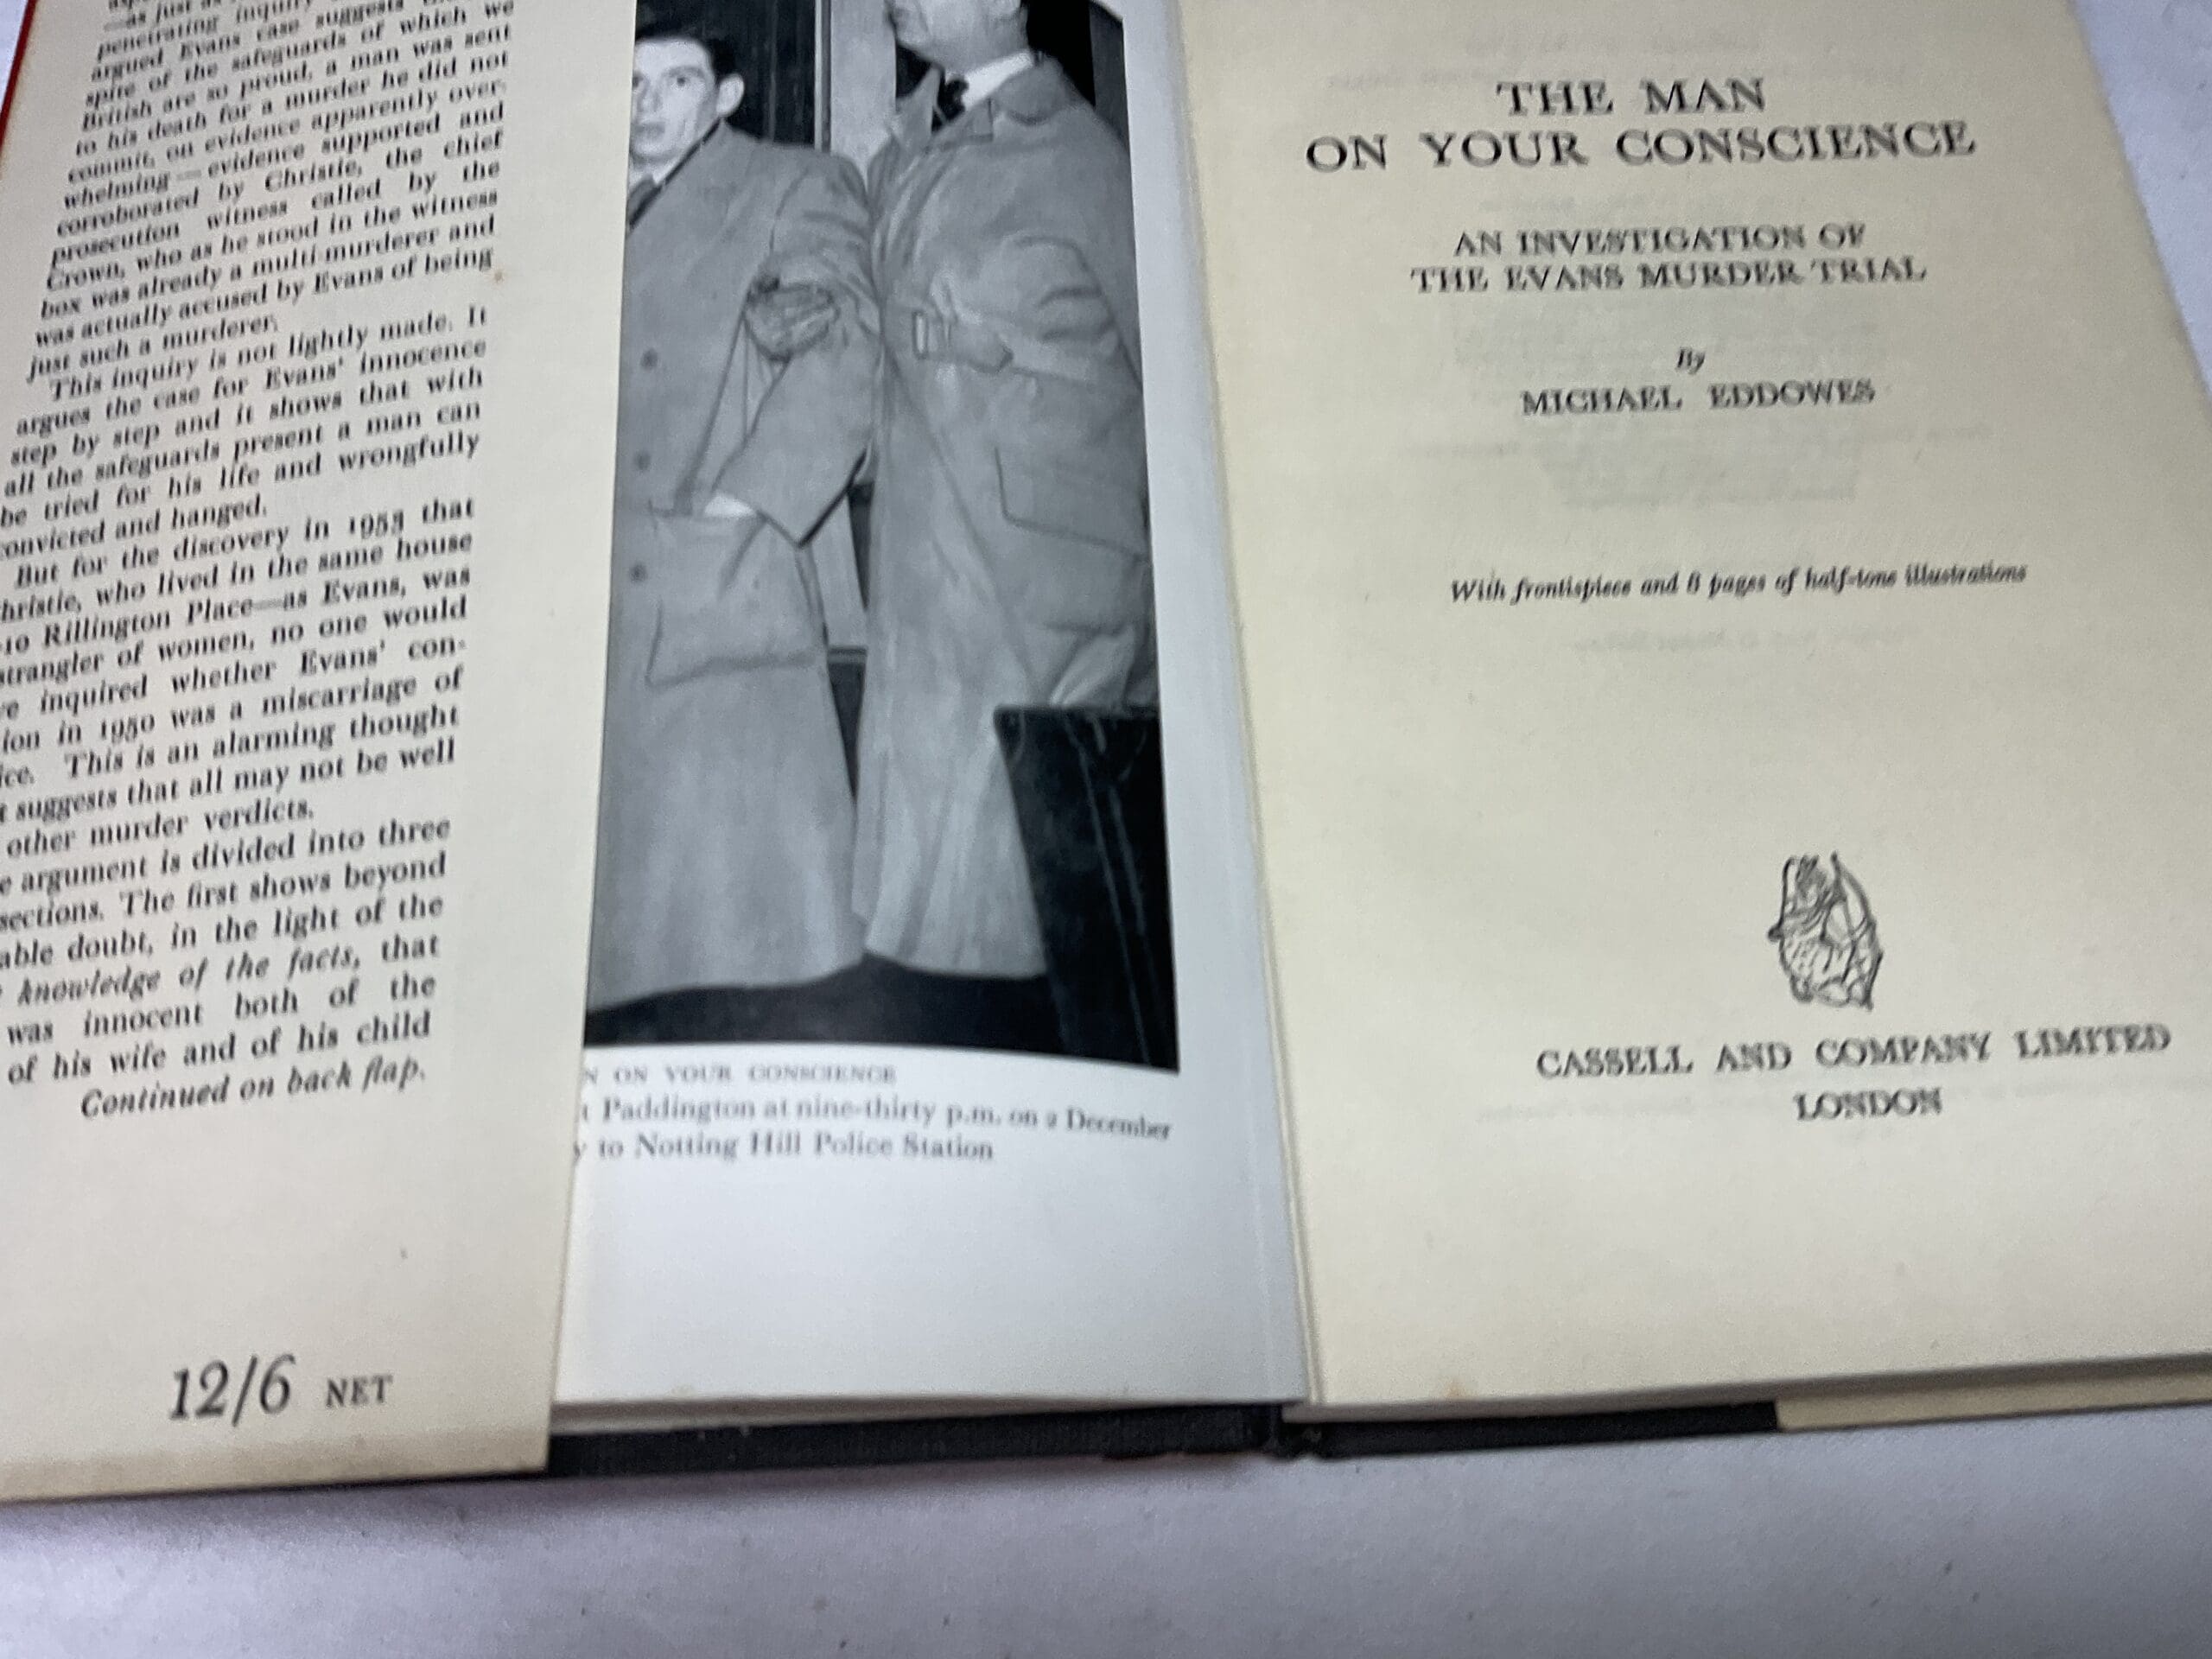 —as just as
penetrating inquiry
argued Evans case suggests
spite of the safeguards of which we
British are so proud, a man was sent
to his death for a murder he did not
commit, on evidence apparently over-
whelming—evidence supported and
corroborated by Christie, the chief
prosecution witness called by the
Crown, who as he stood in the witness
box was already a multi-murderer and
was actually accused by Evans of being
just such a murderer.
This inquiry is not lightly made. It
argues the case for Evans' innocence
step by step and it shows that with
all the safeguards present a man can
be tried for his life and wrongfully
convicted and hanged.
But for the discovery in 1953 that
hristie, who lived in the same house
10 Rillington Place—as Evans, was
strangler of women, no one would
e inquired whether Evans' con-
ion in 1950 was a miscarriage of
ice. This is an alarming thought
t suggests that all may not be well
other murder verdicts.
e argument is divided into three
sections. The first shows beyond
able doubt, in the light of the
knowledge of the facts, that
was innocent both of the
of his wife and of his child
Continued on back flap.
12/6 NET
N ON YOUR CONSCIENCE
t Paddington at nine-thirty p.m. on 2 December
y to Notting Hill Police Station
THE MAN
ON YOUR CONSCIENCE
AN INVESTIGATION OF
THE EVANS MURDER TRIAL
By
MICHAEL EDDOWES
With frontispiece and 8 pages of half-tone illustrations
CASSELL AND COMPANY LIMITED
LONDON